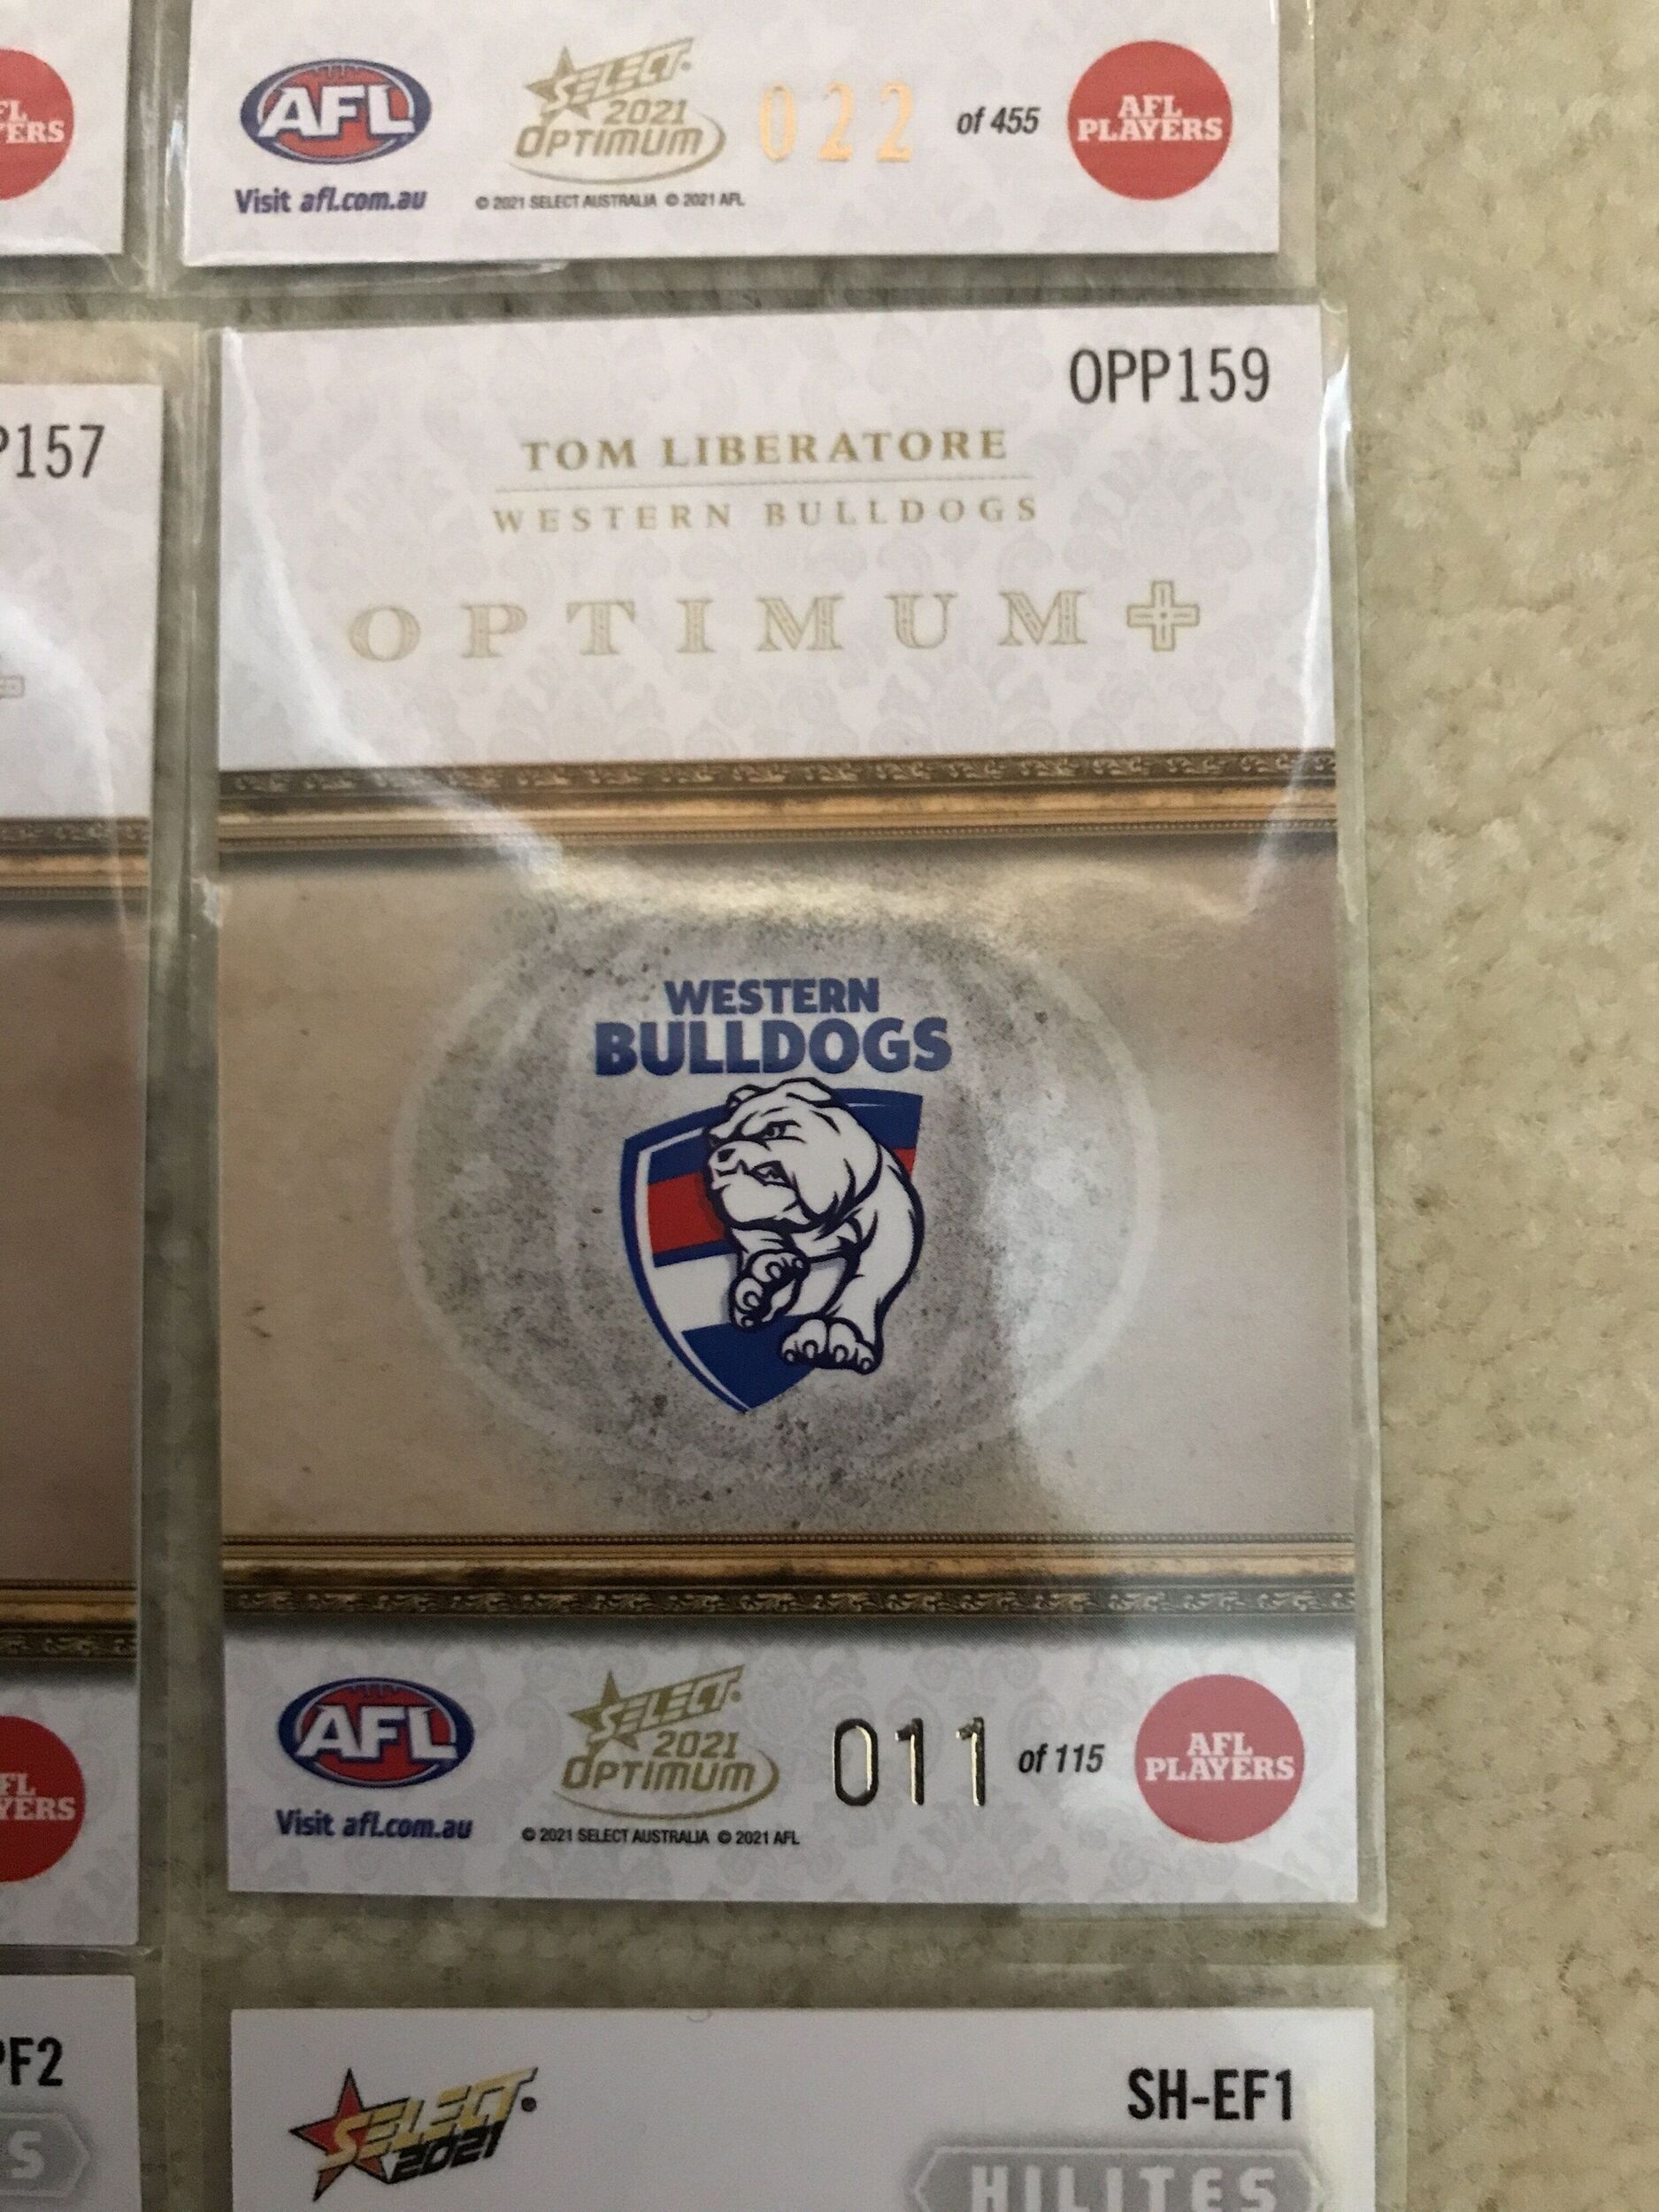 AFL
Visit afl.com.au
SELECT
2021
OPTIMUM
© 2021 SELECT AUSTRALIA © 2021 AFL
022 of 455
AFL
PLAYERS
P157
OPP159
TOM LIBERATORE
WESTERN BULLDOGS
OPTIMUM+
WESTERN
BULLDOGS
AFL
Visit afl.com.au
SELECT
2021
OPTIMUM
© 2021 SELECT AUSTRALIA © 2021 AFL
011 of 115
AFL
PLAYERS
PF2
S
SELECT
2021
SH-EF1
HILITES